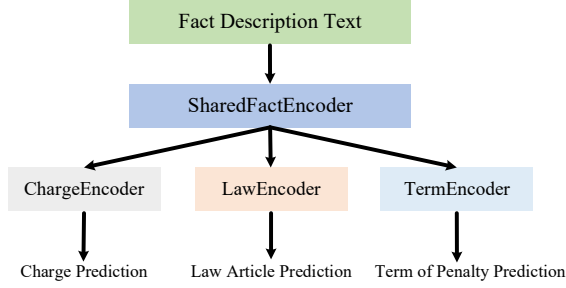 Fact Description Text
SharedFactEncoder
ChargeEncoder
LawEncoder
TermEncoder
Charge Prediction
Law Article Prediction
Term of Penalty Prediction